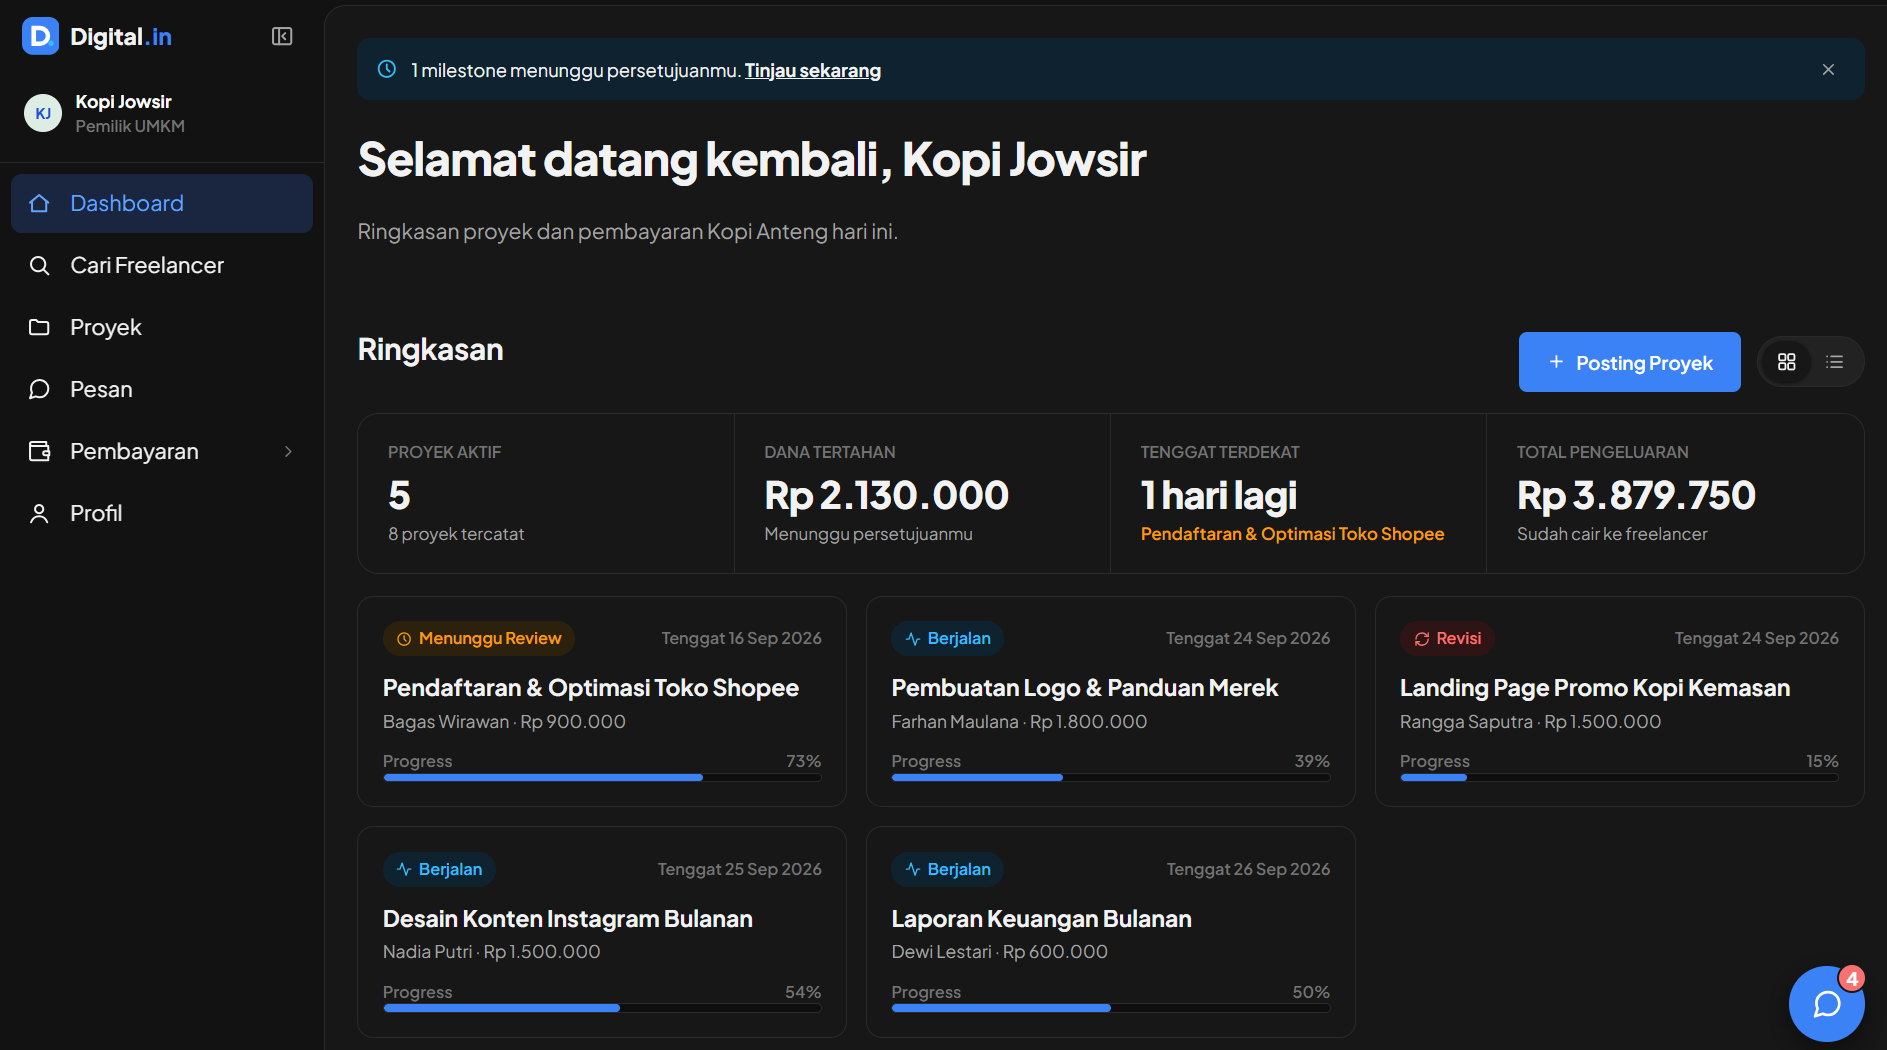 D.
Digital.in
KJ
Kopi Jowsir
Pemilik UMKM
Dashboard
Cari Freelancer
Proyek
Pesan
Pembayaran
Profil
1 milestone menunggu persetujuanmu. Tinjau sekarang
Selamat datang kembali, Kopi Jowsir
Ringkasan proyek dan pembayaran Kopi Anteng hari ini.
Ringkasan
+ Posting Proyek
PROYEK AKTIF
5
8 proyek tercatat
DANA TERTAHAN
Rp 2.130.000
Menunggu persetujuanmu
TENGGAT TERDEKAT
1 hari lagi
Pendaftaran & Optimasi Toko Shopee
TOTAL PENGELUARAN
Rp 3.879.750
Sudah cair ke freelancer
Menunggu Review
Tenggat 16 Sep 2026
Pendaftaran & Optimasi Toko Shopee
Bagas Wirawan · Rp 900.000
Progress 73%
Berjalan
Tenggat 24 Sep 2026
Pembuatan Logo & Panduan Merek
Farhan Maulana · Rp 1.800.000
Progress 39%
Revisi
Tenggat 24 Sep 2026
Landing Page Promo Kopi Kemasan
Rangga Saputra · Rp 1.500.000
Progress 15%
Berjalan
Tenggat 25 Sep 2026
Desain Konten Instagram Bulanan
Nadia Putri · Rp 1.500.000
Progress 54%
Berjalan
Tenggat 26 Sep 2026
Laporan Keuangan Bulanan
Dewi Lestari · Rp 600.000
Progress 50%
4